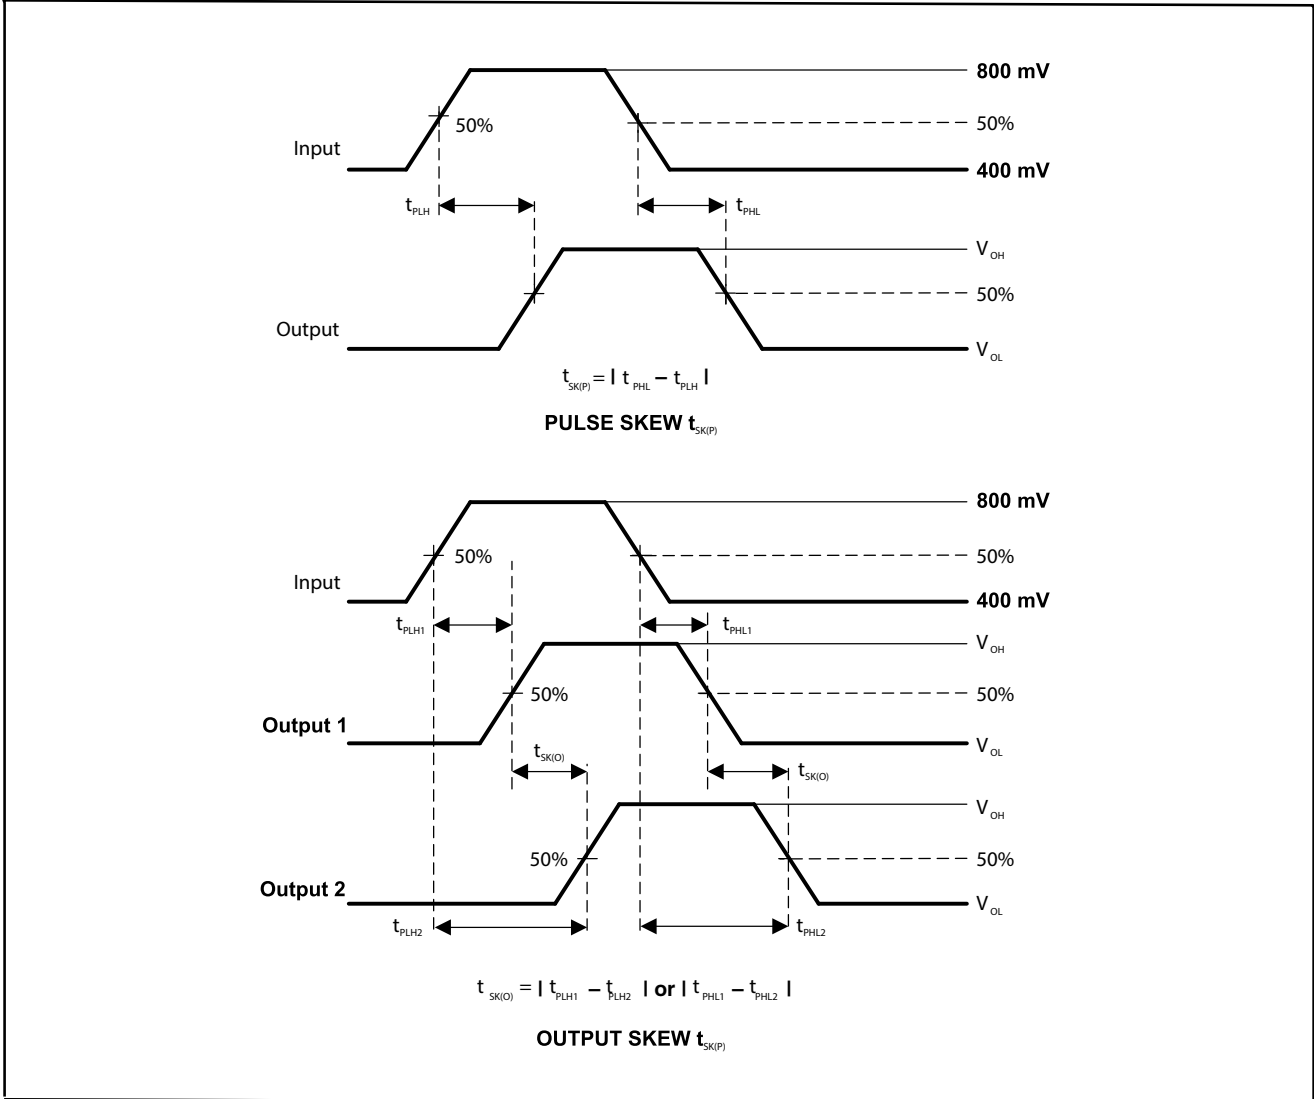 800 mV
50%
50%
Input
400 mV
tPLH
tPHL
VOH
50%
Output
VOL
tSK(P) = | tPHL – tPLH |
PULSE SKEW tSK(P)
800 mV
50%
50%
Input
400 mV
tPLH1
tPHL1
VOH
50%
50%
Output 1
VOL
tSK(O)
tSK(O)
VOH
50%
50%
Output 2
VOL
tPLH2
tPHL2
tSK(O) = | tPLH1 – tPLH2 | or | tPHL1 – tPHL2 |
OUTPUT SKEW tSK(P)